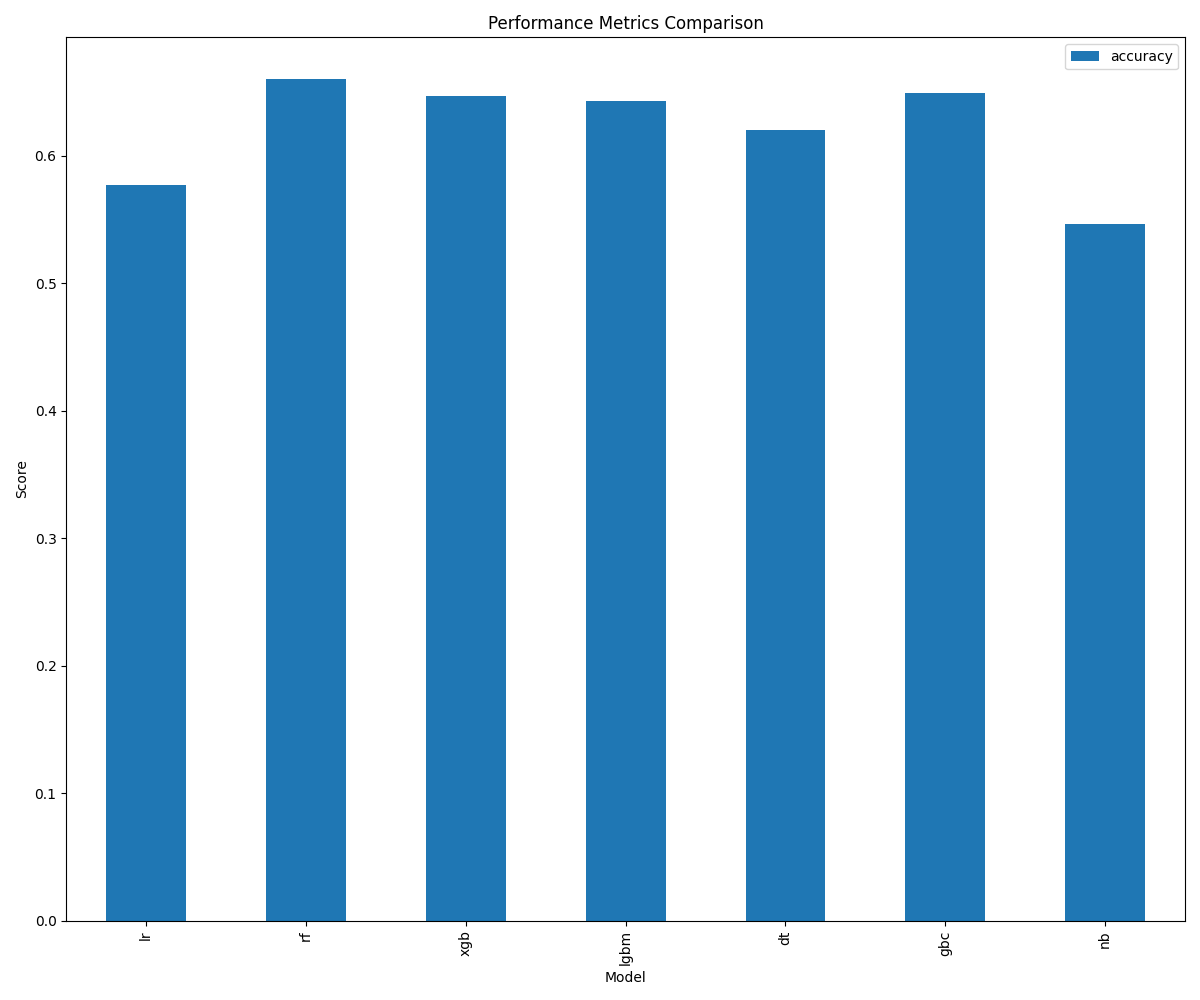 Performance Metrics Comparison
accuracy
Score
0.6
0.5
0.4
0.3
0.2
0.1
0.0
lr
rf
xgb
lgbm
dt
gbc
nb
Model